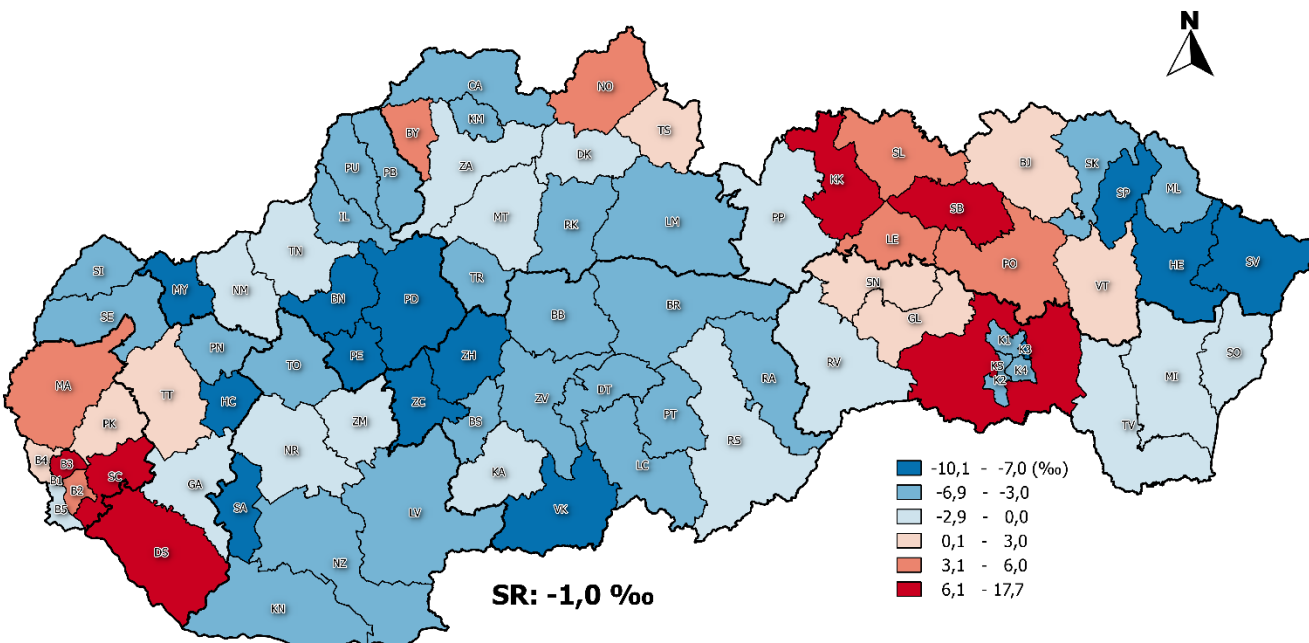 N
CA
NO
KM
BY
TS
PU
PB
ZA
DK
KK
SL
BJ
SK
SP
ML
IL
MT
RK
LM
PP
SB
TN
LE
PO
HE
SV
SI
MY
NM
BN
PD
TR
SN
VT
SE
BB
BR
GL
PN
PE
ZH
TO
RV
K1
K3
SO
K5
K4
K2
MI
MA
TT
HC
ZC
BS
ZV
DT
RA
PK
ZM
PT
TV
B4
B3
SC
NR
KA
LC
RS
B1
B2
GA
B5
SA
LV
VK
DS
NZ
KN
SR: -1,0 ‰
-10,1 - -7,0 (‰)
-6,9 - -3,0
-2,9 - 0,0
0,1 - 3,0
3,1 - 6,0
6,1 - 17,7